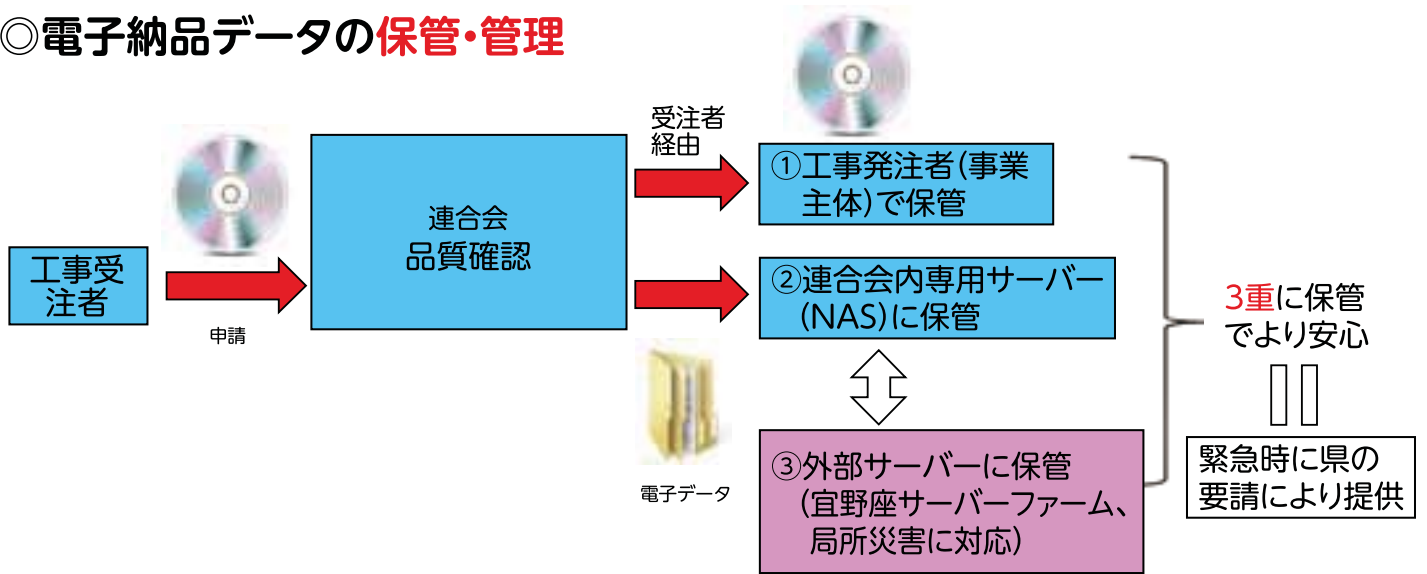 ◎電子納品データの保管・管理
工事受
注者
申請
連合会
品質確認
受注者
経由
①工事発注者(事業
主体)で保管
②連合会内専用サーバー
(NAS)に保管
電子データ
③外部サーバーに保管
(宜野座サーバーファーム、
局所災害に対応)
3重に保管
でより安心
緊急時に県の
要請により提供